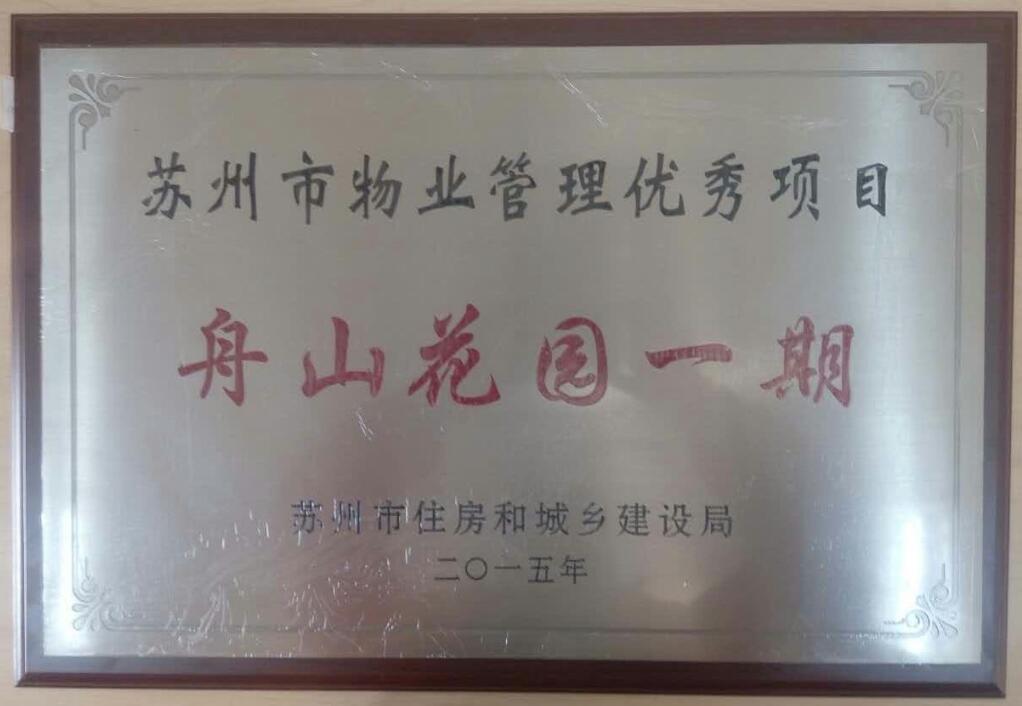 苏州市物业管理优秀项目
舟山花园一期
苏州市住房和城乡建设局
二〇一五年